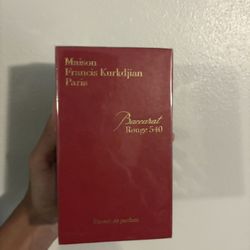 Maison
Francis Kurkdjian
Paris
Baccarat
Rouge 540
Extrait de parfum